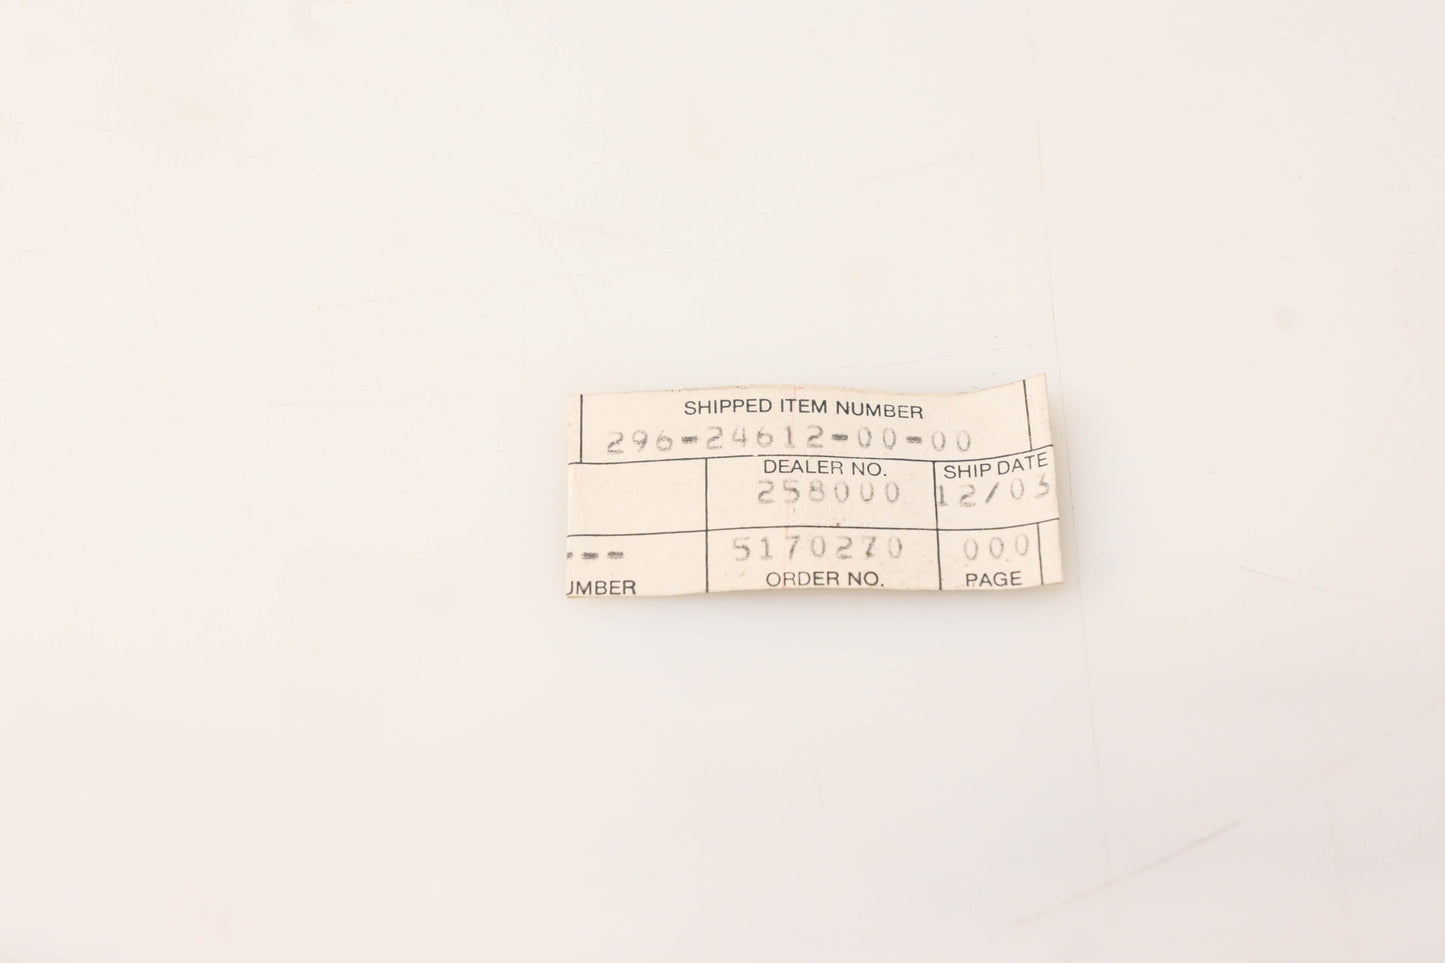 SHIPPED ITEM NUMBER
296-24612-00-00
DEALER NO. SHIP DATE
258000 12/03
--- 5170270 000
UMBER ORDER NO. PAGE